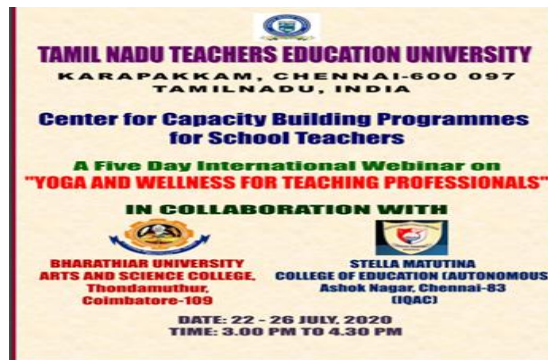 TAMIL NADU TEACHERS EDUCATION UNIVERSITY
KARAPAKKAM, CHENNAI-600 097
TAMILNADU, INDIA
Center for Capacity Building Programmes
for School Teachers
A Five Day International Webinar on
"YOGA AND WELLNESS FOR TEACHING PROFESSIONALS"
IN COLLABORATION WITH
BHARATHIAR UNIVERSITY
ARTS AND SCIENCE COLLEGE,
Thondamuthur,
Coimbatore-109
STELLA MATUTINA
COLLEGE OF EDUCATION (AUTONOMOUS
Ashok Nagar, Chennai-83
(IQAC)
DATE: 22 - 26 JULY, 2020
TIME: 3.00 PM TO 4.30 PM